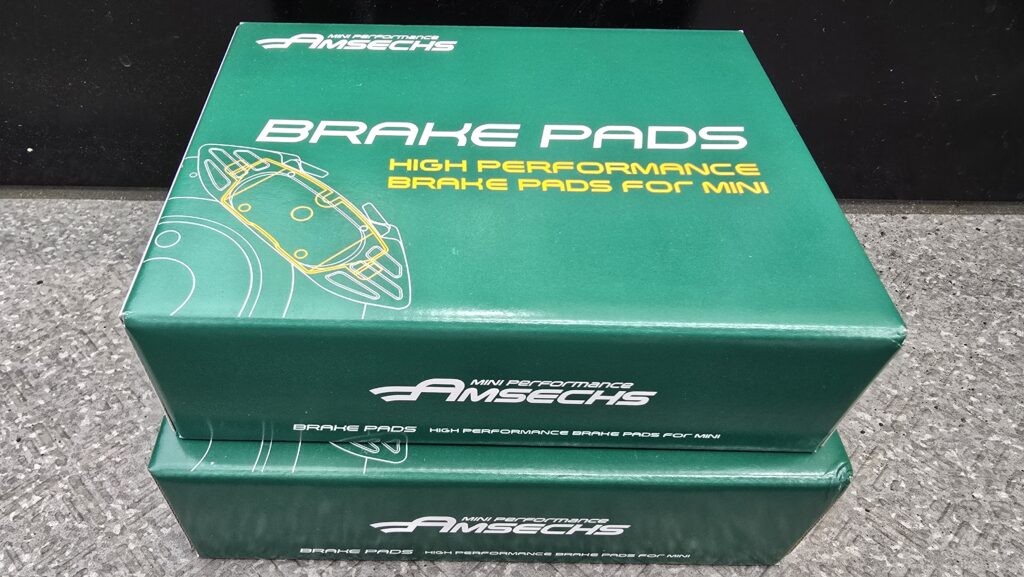 MINI PerFormance
AMSECHS
BRAKE PADS
HIGH PERFORMANCE
BRAKE PADS FOr MINI
MINI PerFormance
AMSECHS
BRAKE PADS HIGH PERFORMANCE BRAKE PADS FOr MINI
MINI PerFormance
AMSECHS
BRAKE PADS HIGH PERFORMANCE BRAKE PADS FOr MINI